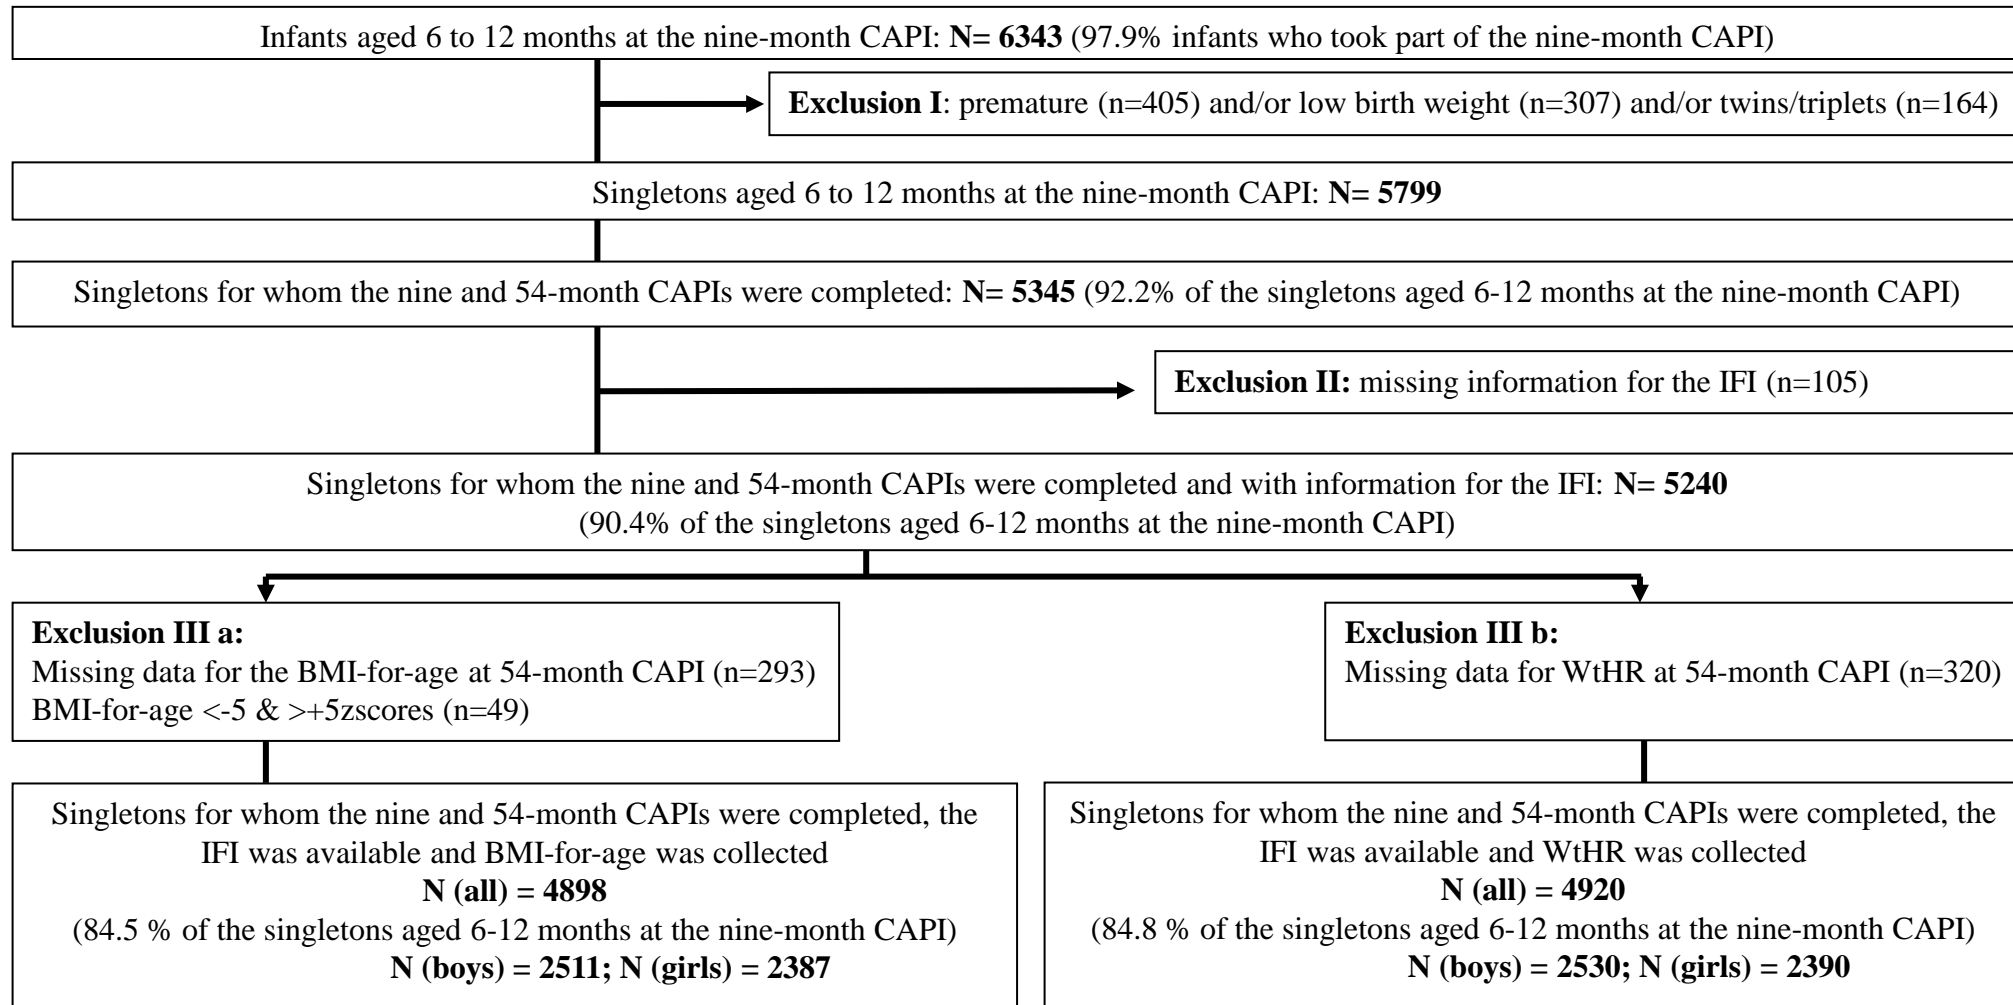 Infants aged 6 to 12 months at the nine-month CAPI: N= 6343 (97.9% infants who took part of the nine-month CAPI)
Exclusion I: premature (n=405) and/or low birth weight (n=307) and/or twins/triplets (n=164)
Singletons aged 6 to 12 months at the nine-month CAPI: N= 5799
Singletons for whom the nine and 54-month CAPIs were completed: N= 5345 (92.2% of the singletons aged 6-12 months at the nine-month CAPI)
Exclusion II: missing information for the IFI (n=105)
Singletons for whom the nine and 54-month CAPIs were completed and with information for the IFI: N= 5240
(90.4% of the singletons aged 6-12 months at the nine-month CAPI)
Exclusion III a:
Missing data for the BMI-for-age at 54-month CAPI (n=293)
BMI-for-age <-5 & >+5zscores (n=49)
Exclusion III b:
Missing data for WtHR at 54-month CAPI (n=320)
Singletons for whom the nine and 54-month CAPIs were completed, the
IFI was available and BMI-for-age was collected
N (all) = 4898
(84.5 % of the singletons aged 6-12 months at the nine-month CAPI)
N (boys) = 2511; N (girls) = 2387
Singletons for whom the nine and 54-month CAPIs were completed, the
IFI was available and WtHR was collected
N (all) = 4920
(84.8 % of the singletons aged 6-12 months at the nine-month CAPI)
N (boys) = 2530; N (girls) = 2390